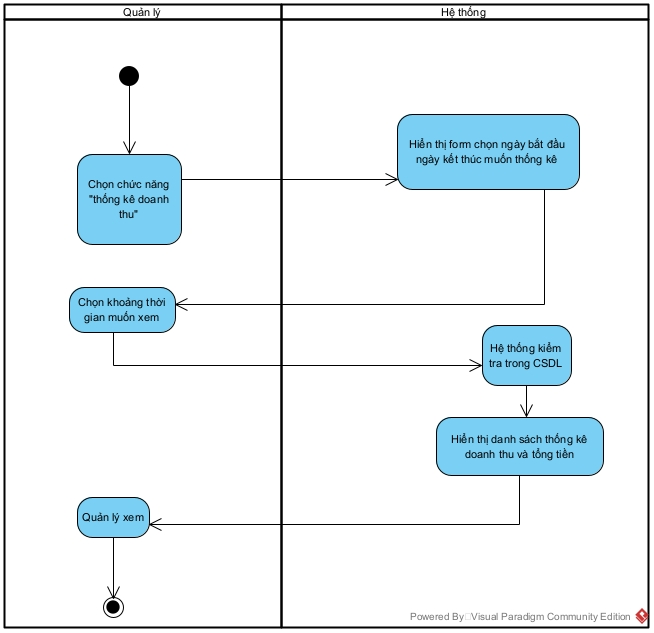 Quản lý
Hệ thống
Hiển thị form chọn ngày bắt đầu
ngày kết thúc muốn thống kê
Chọn chức năng
"thống kê doanh
thu"
Chọn khoảng thời
gian muốn xem
Hệ thống kiểm
tra trong CSDL
Hiển thị danh sách thống kê
doanh thu và tổng tiền
Quản lý xem
Powered By Visual Paradigm Community Edition